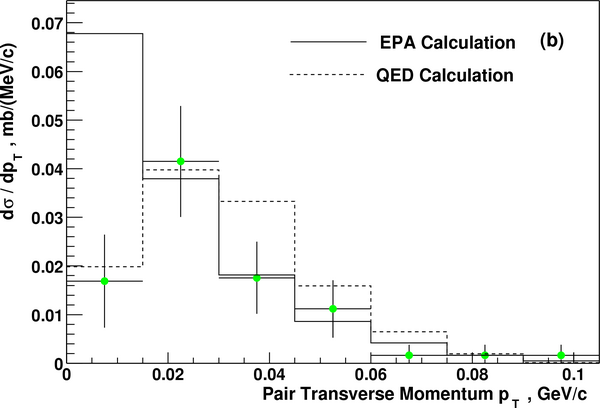 0.07
0.06
0.05
0.04
0.03
0.02
0.01
0
dσ / dp_T , mb/(MeV/c)
EPA Calculation (b)
QED Calculation
0 0.02 0.04 0.06 0.08 0.1
Pair Transverse Momentum p_T , GeV/c